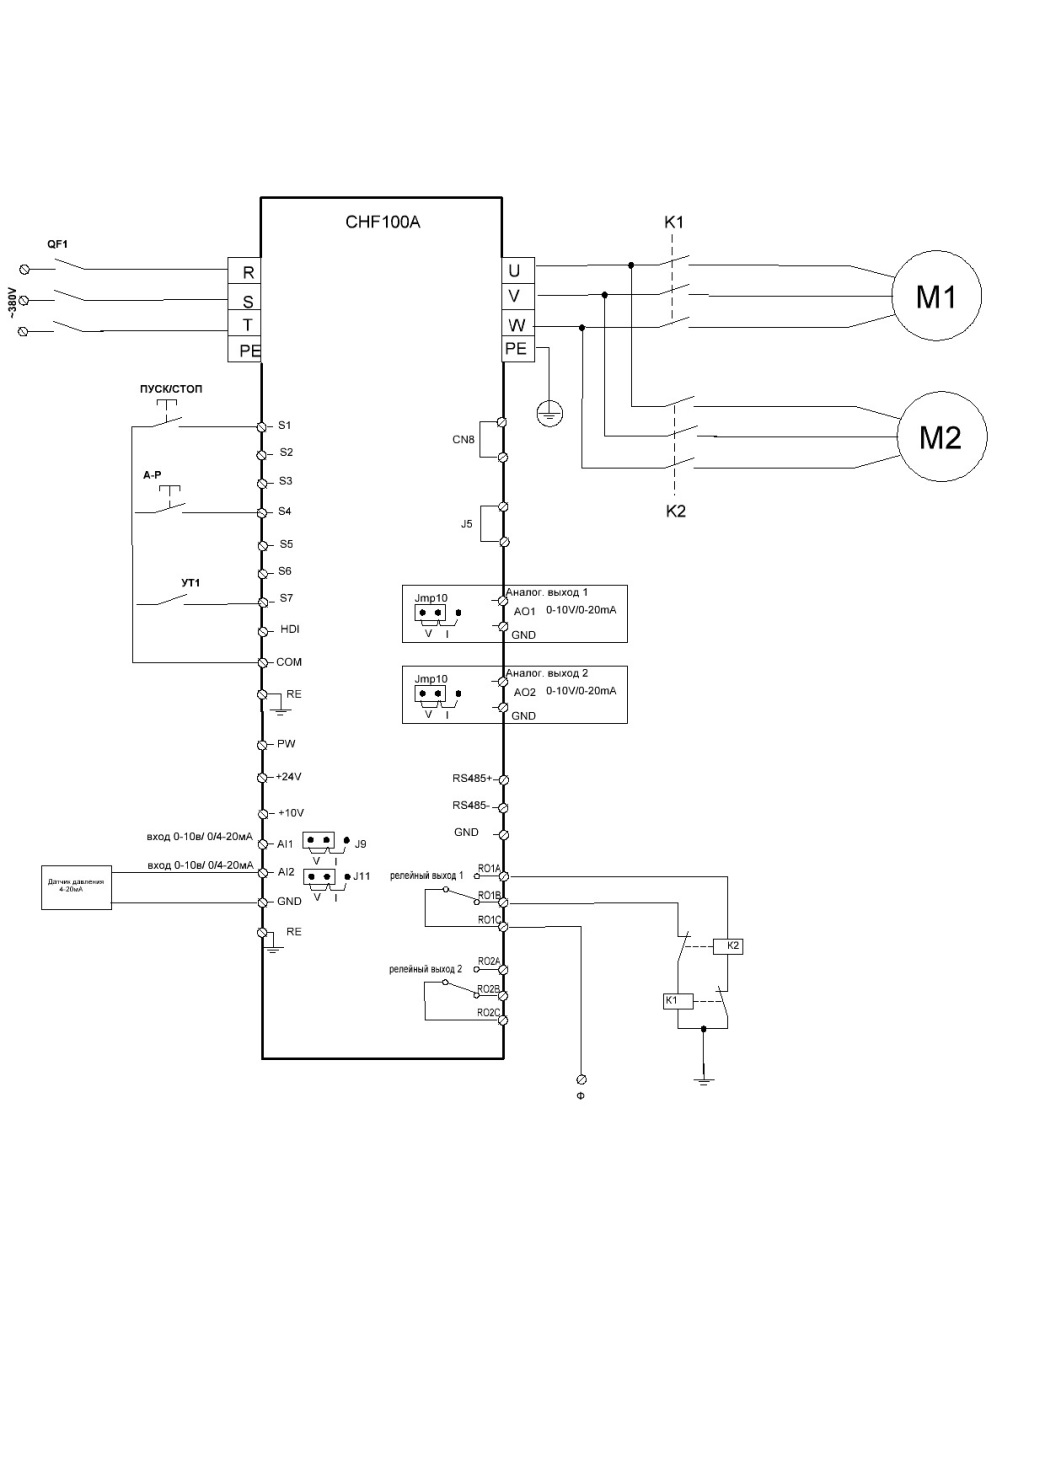 CHF100A
K1
QF1
~380V
R
S
T
PE
U
V
W
PE
M1
M2
K2
ПУСК/СТОП
S1
S2
A-P
S3
S4
S5
S6
УТ1
S7
HDI
COM
RE
PW
+24V
+10V
вход 0-10в/ 0/4-20мА
AI1
J9
V
I
вход 0-10в/ 0/4-20мА
AI2
J11
V
I
Датчик давления
4-20мА
GND
RE
CN8
J5
Аналог. выход 1
Jmp10
AO1
0-10V/0-20mA
V
I
GND
Аналог. выход 2
Jmp10
AO2
0-10V/0-20mA
V
I
GND
RS485+
RS485-
GND
релейный выход 1
RO1A
RO1B
RO1C
релейный выход 2
RO2A
RO2B
RO2C
K2
K1
Ф